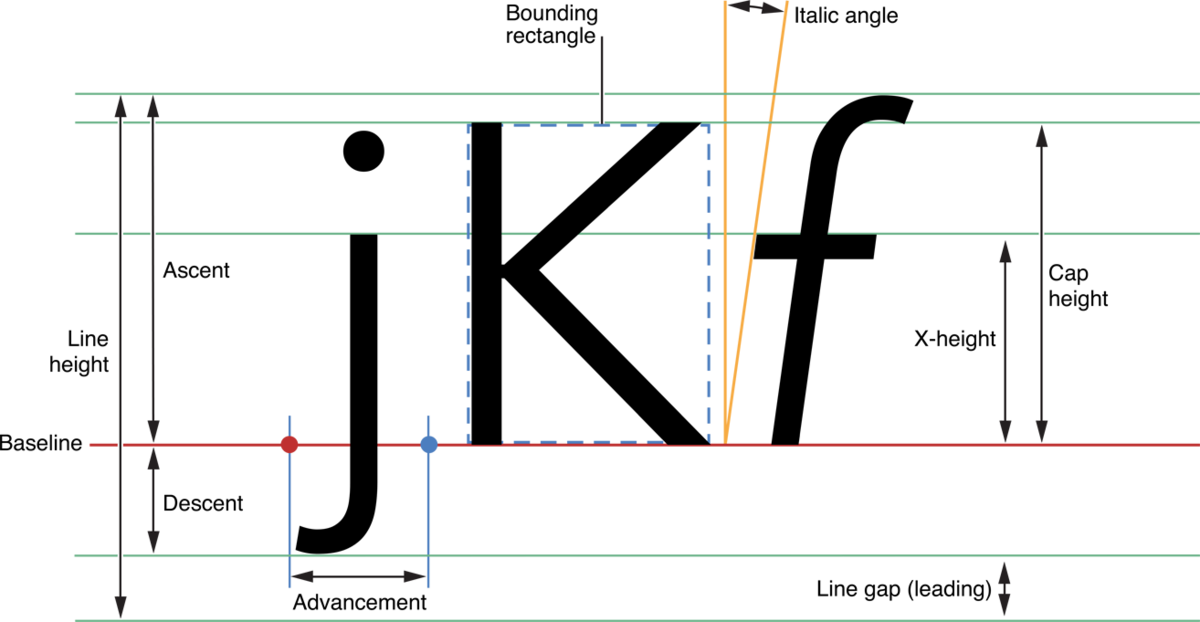 Bounding
rectangle
Italic angle
jKf
Ascent
Cap
height
Line
height
X-height
Baseline
Descent
Line gap (leading)
Advancement